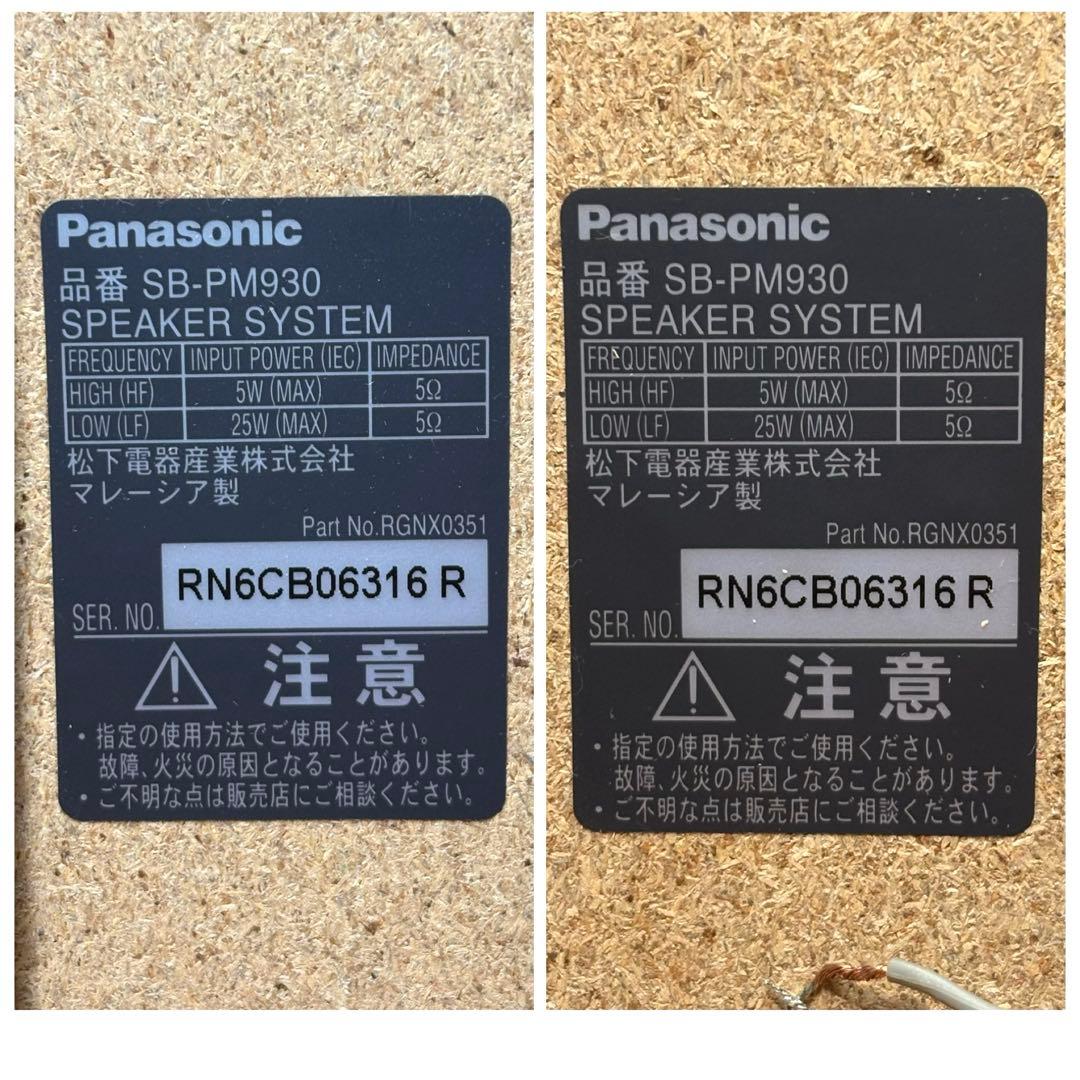 Panasonic
品番 SB-PM930
SPEAKER SYSTEM
FREQUENCY INPUT POWER (IEC) IMPEDANCE
HIGH (HF) 5W (MAX) 5Ω
LOW (LF) 25W (MAX) 5Ω
松下電器産業株式会社
マレーシア製
Part No.RGNX0351
RN6CB06316 R
SER. NO.
注意
・指定の使用方法でご使用ください。
故障、火災の原因となることがあります。
・ご不明な点は販売店にご相談ください。
Panasonic
品番 SB-PM930
SPEAKER SYSTEM
FREQUENCY INPUT POWER (IEC) IMPEDANCE
HIGH (HF) 5W (MAX) 5Ω
LOW (LF) 25W (MAX) 5Ω
松下電器産業株式会社
マレーシア製
Part No.RGNX0351
RN6CB06316 R
SER. NO.
注意
・指定の使用方法でご使用ください。
故障、火災の原因となることがあります。
・ご不明な点は販売店にご相談ください。